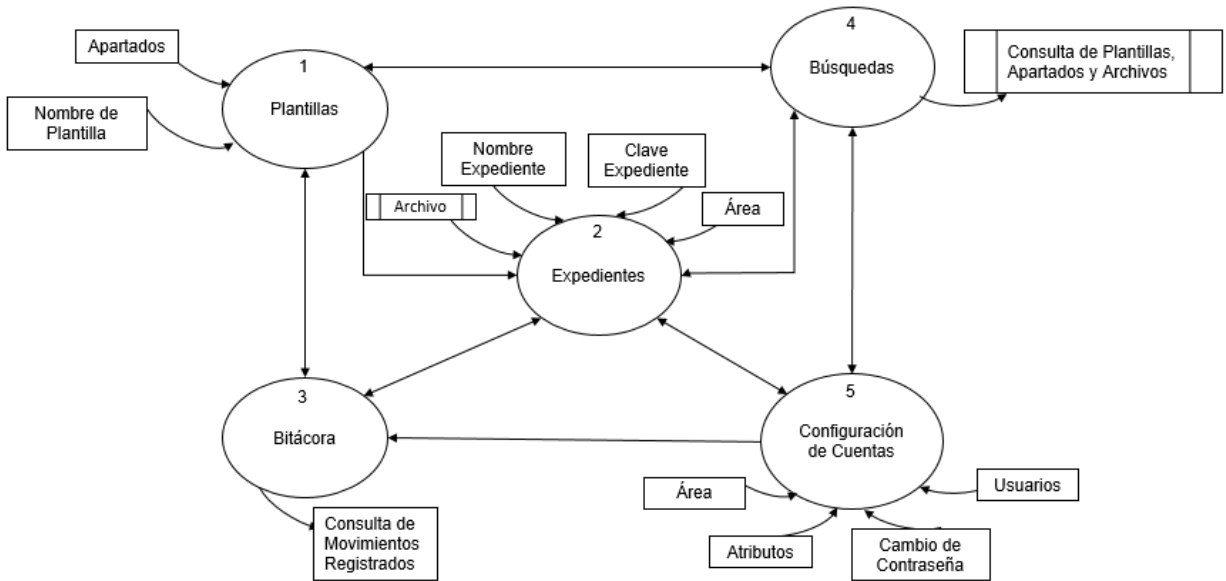 Apartados
Nombre de
Plantilla
1
Plantillas
4
Búsquedas
Consulta de Plantillas,
Apartados y Archivos
Nombre
Expediente
Clave
Expediente
Archivo
Área
2
Expedientes
3
Bitácora
Consulta de
Movimientos
Registrados
5
Configuración
de Cuentas
Área
Atributos
Cambio de
Contraseña
Usuarios